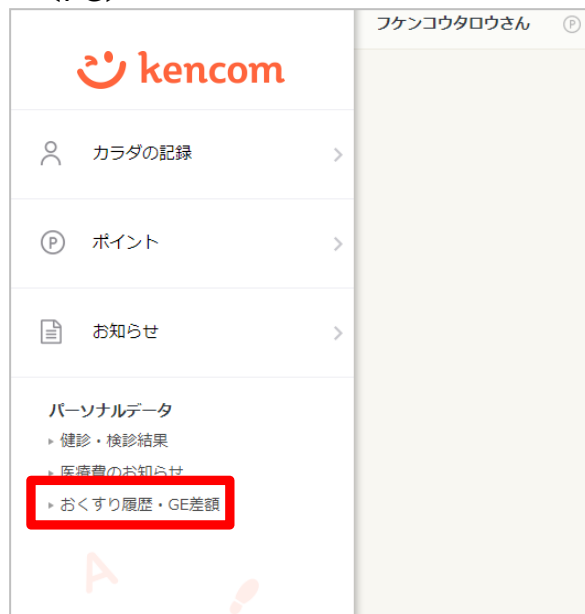 フケンコウタロウさん P
kencom
カラダの記録
P ポイント
お知らせ
パーソナルデータ
健診・検診結果
医療費のお知らせ
おくすり履歴・GE差額
A